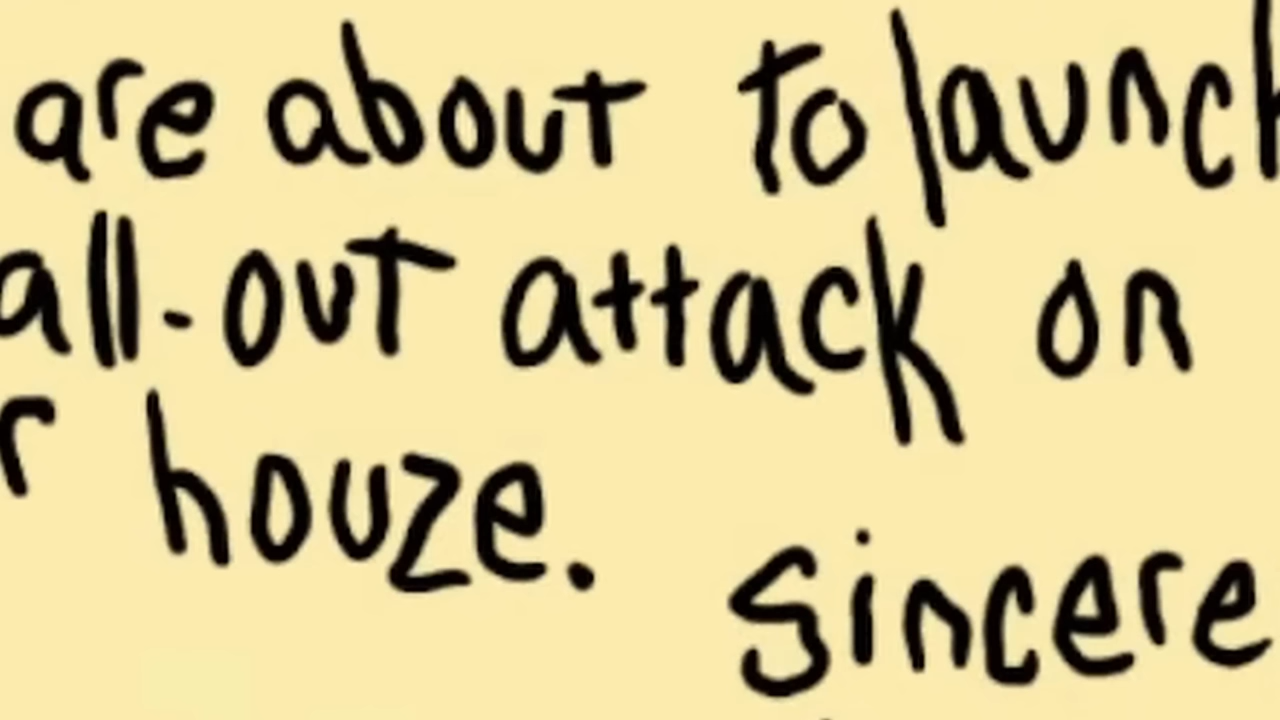 are about to launch
all-out attack on
r houze.
sincere